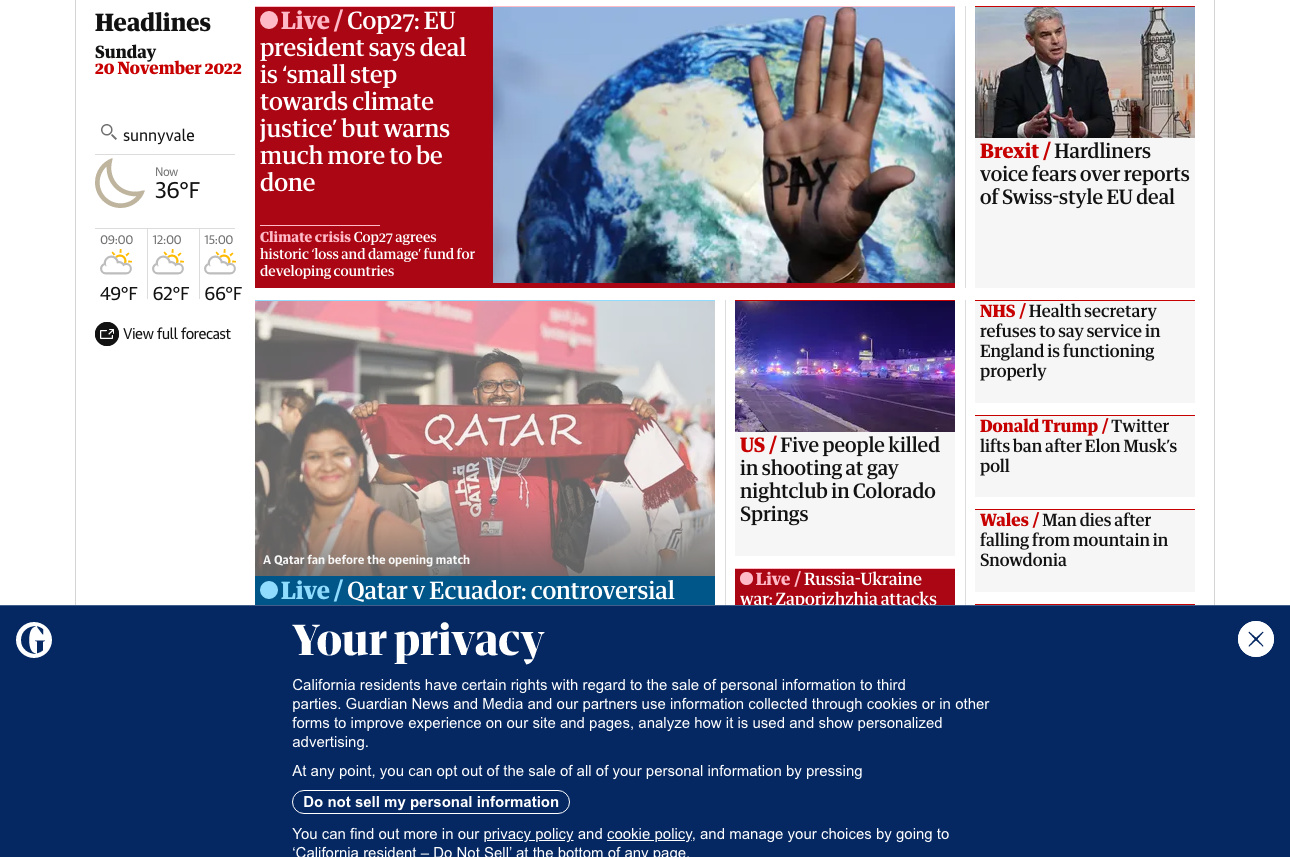 Headlines
Sunday
20 November 2022
sunnyvale
Now
36°F
09:00
49°F
12:00
62°F
15:00
66°F
View full forecast
Live / Cop27: EU
president says deal
is ‘small step
towards climate
justice’ but warns
much more to be
done
Climate crisis Cop27 agrees
historic ‘loss and damage’ fund for
developing countries
PAY
Brexit / Hardliners
voice fears over reports
of Swiss-style EU deal
QATAR
QATAR
A Qatar fan before the opening match
Live / Qatar v Ecuador: controversial
US / Five people killed
in shooting at gay
nightclub in Colorado
Springs
Live / Russia-Ukraine
war: Zaporizhzhia attacks
NHS / Health secretary
refuses to say service in
England is functioning
properly
Donald Trump / Twitter
lifts ban after Elon Musk’s
poll
Wales / Man dies after
falling from mountain in
Snowdonia
G
Your privacy
California residents have certain rights with regard to the sale of personal information to third
parties. Guardian News and Media and our partners use information collected through cookies or in other
forms to improve experience on our site and pages, analyze how it is used and show personalized
advertising.
At any point, you can opt out of the sale of all of your personal information by pressing
Do not sell my personal information
You can find out more in our privacy policy and cookie policy, and manage your choices by going to
‘California resident – Do Not Sell’ at the bottom of any page.